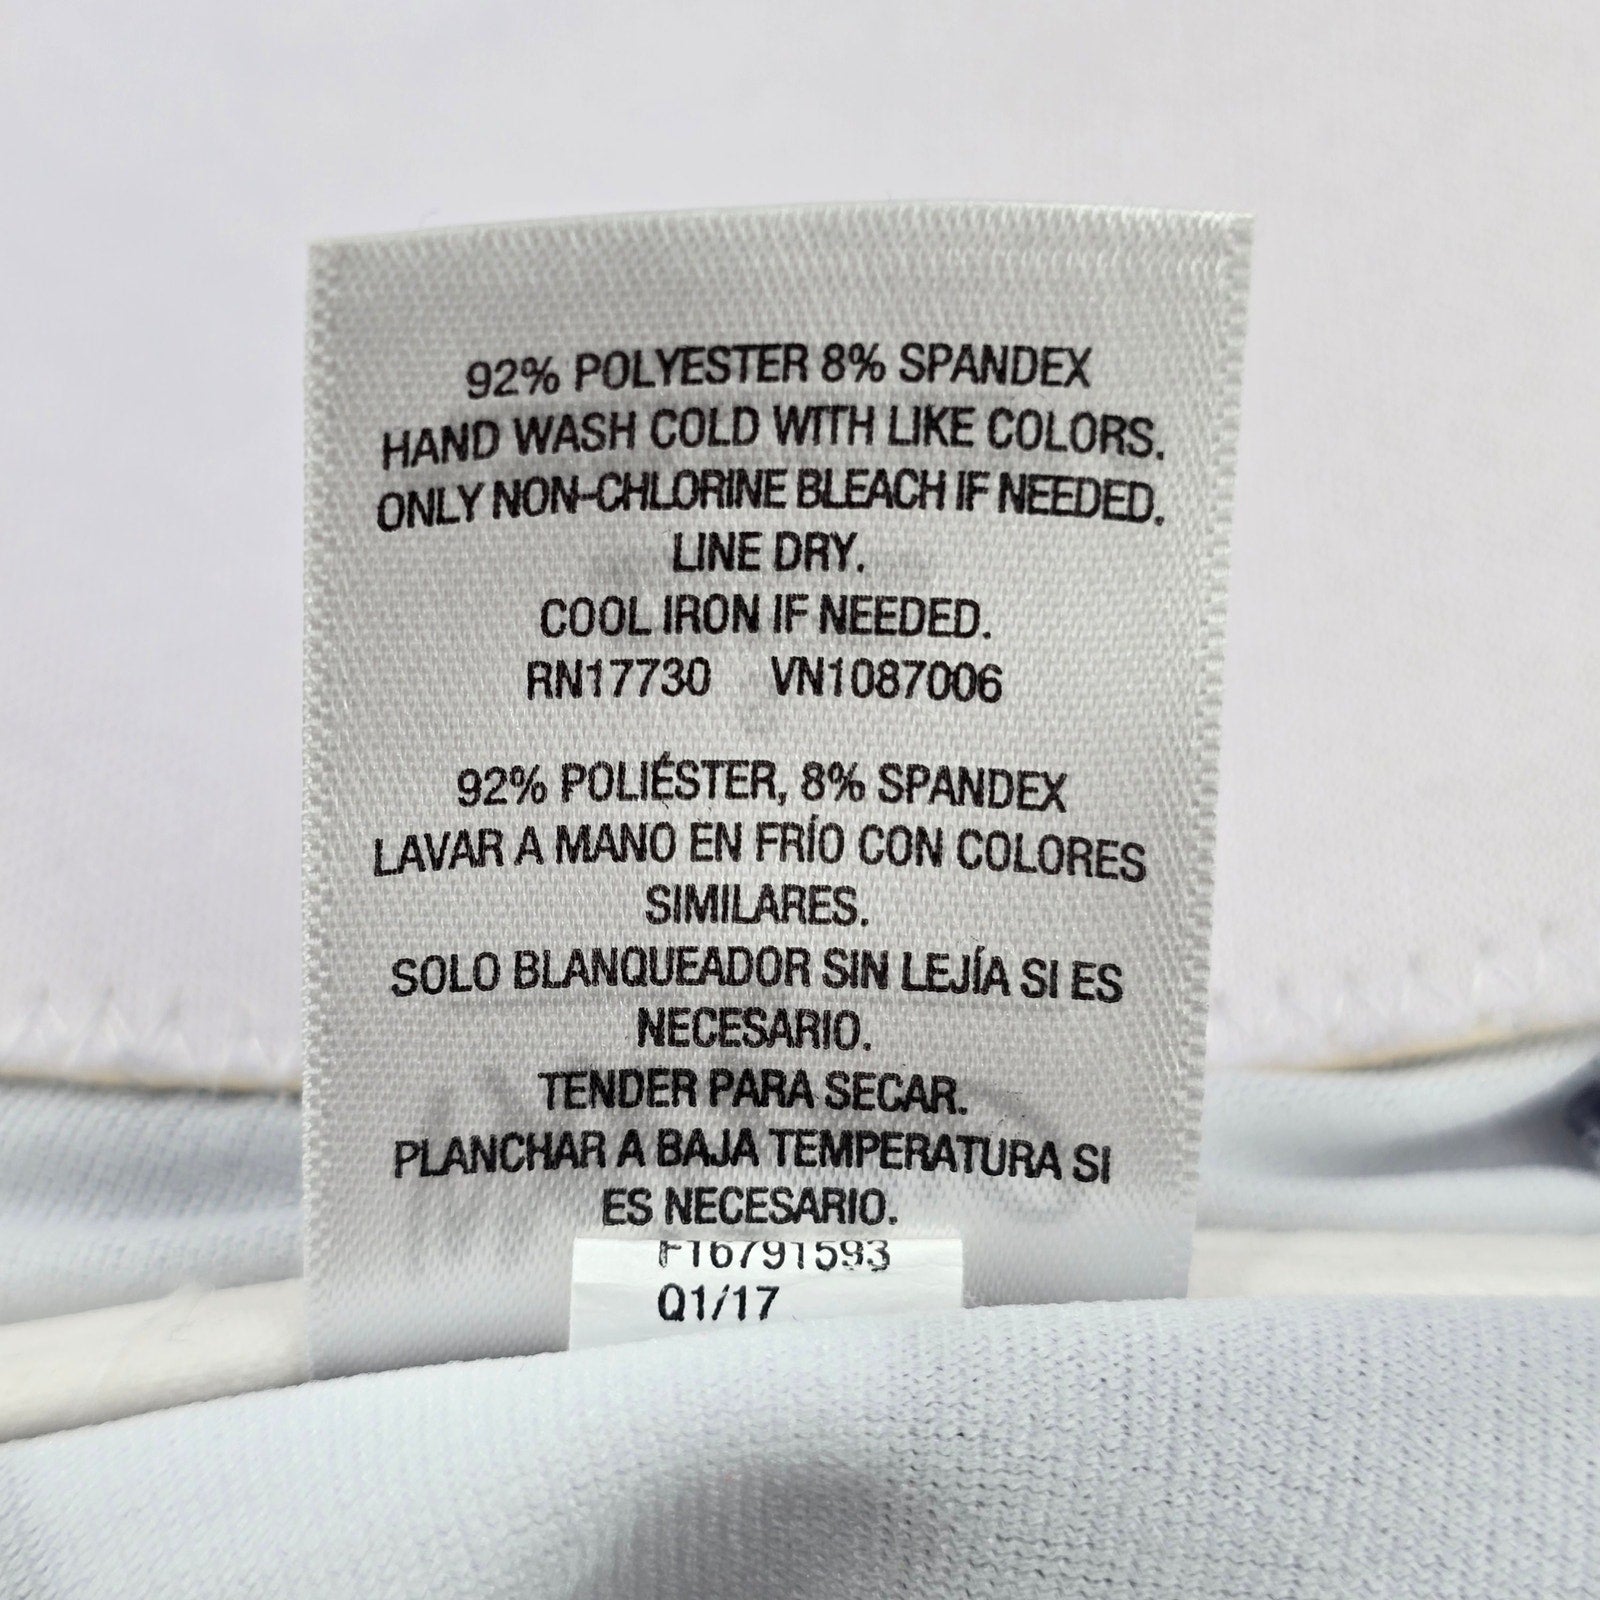 92% POLYESTER 8% SPANDEX
HAND WASH COLD WITH LIKE COLORS.
ONLY NON-CHLORINE BLEACH IF NEEDED.
LINE DRY.
COOL IRON IF NEEDED.
RN17730 VN1087006
92% POLIÉSTER, 8% SPANDEX
LAVAR A MANO EN FRÍO CON COLORES
SIMILARES.
SOLO BLANQUEADOR SIN LEJÍA SI ES
NECESARIO.
TENDER PARA SECAR.
PLANCHAR A BAJA TEMPERATURA SI
ES NECESARIO.
F16791593
Q1/17